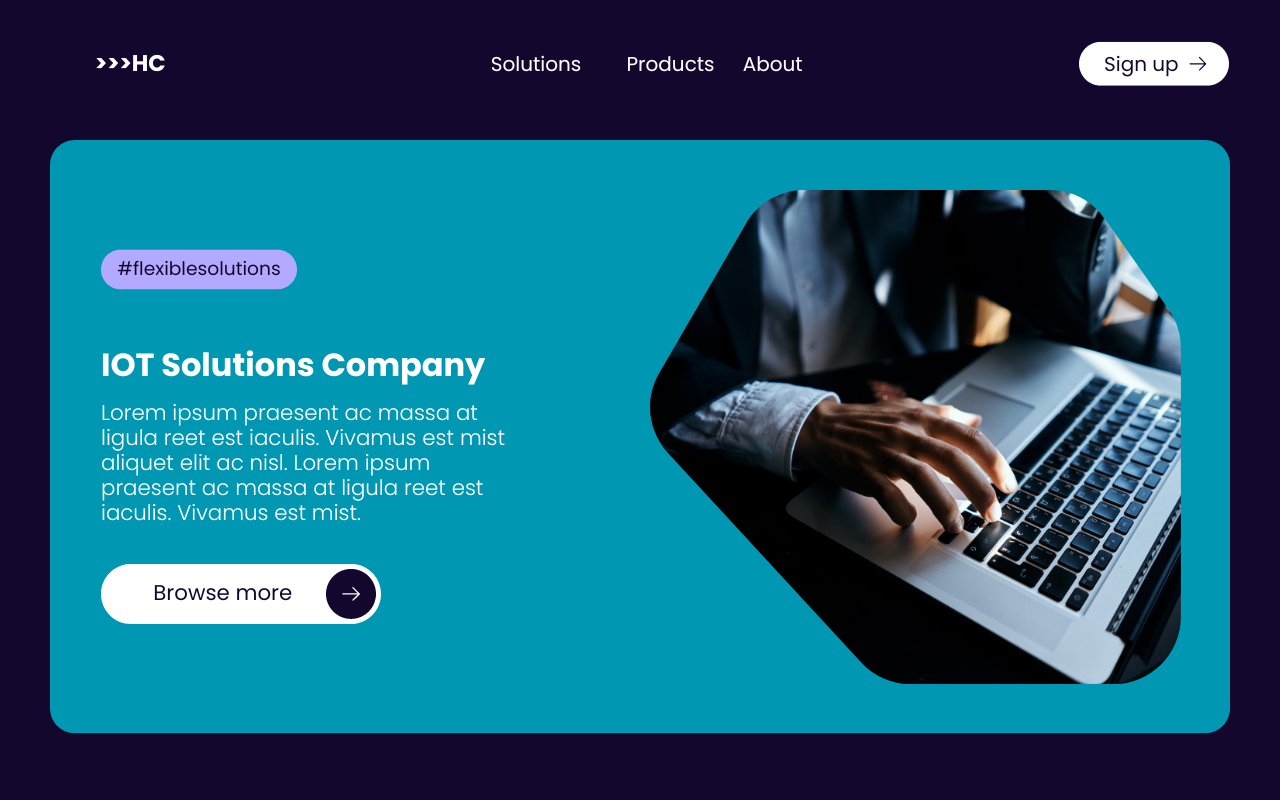 >>>HC
Solutions
Products
About
Sign up
#flexiblesolutions
IOT Solutions Company
Lorem ipsum praesent ac massa at
ligula reet est iaculis. Vivamus est mist
aliquet elit ac nisl. Lorem ipsum
praesent ac massa at ligula reet est
iaculis. Vivamus est mist.
Browse more